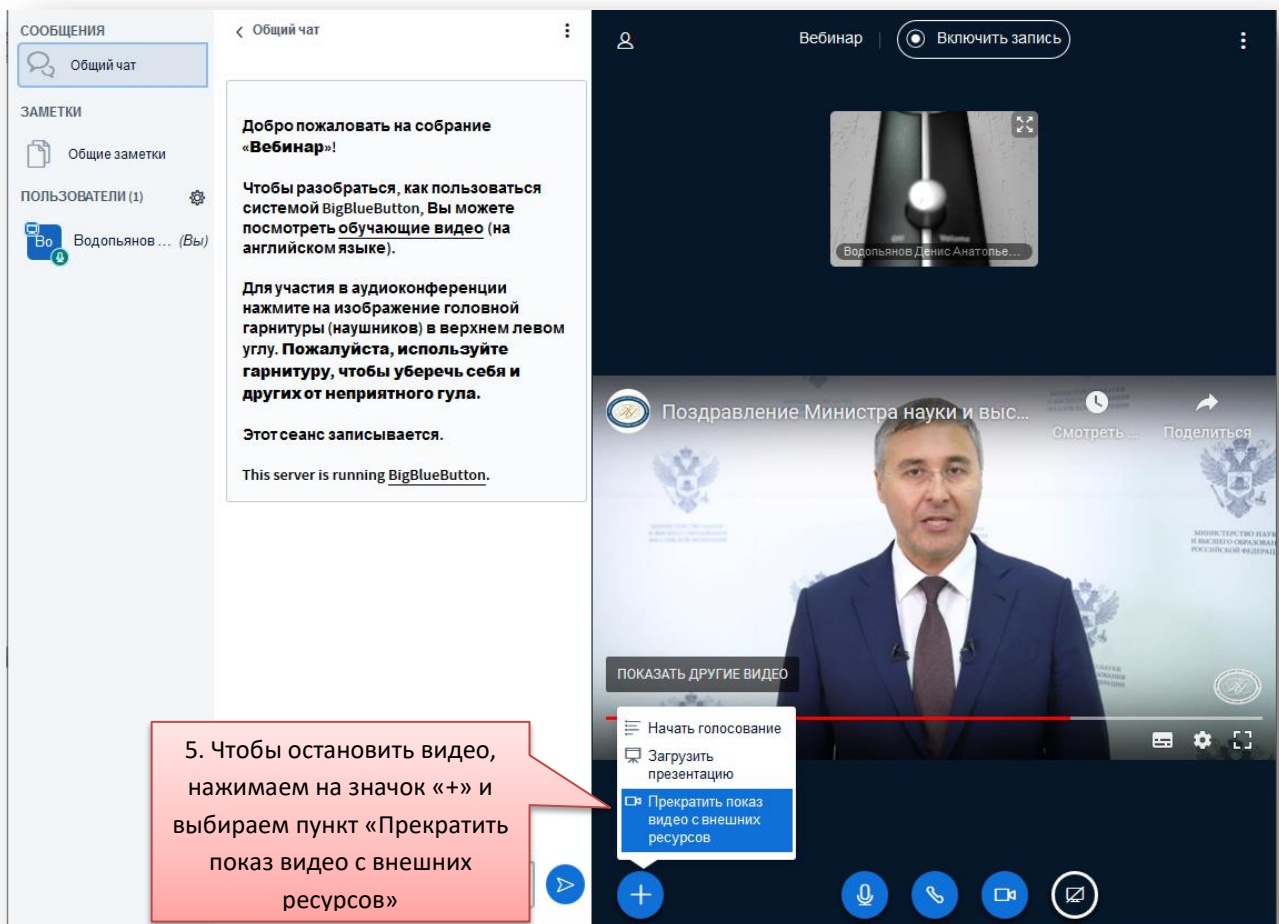 СООБЩЕНИЯ
Общий чат
ЗАМЕТКИ
Общие заметки
ПОЛЬЗОВАТЕЛИ (1)
Во
Водопьянов ... (Вы)
Общий чат
Добро пожаловать на собрание
«Вебинар»!
Чтобы разобраться, как пользоваться
системой BigBlueButton, Вы можете
посмотреть обучающие видео (на
английском языке).
Для участия в аудиоконференции
нажмите на изображение головной
гарнитуры (наушников) в верхнем левом
углу. Пожалуйста, используйте
гарнитуру, чтобы уберечь себя и
других от неприятного гула.
Этот сеанс записывается.
This server is running BigBlueButton.
Вебинар
Включить запись
Volume
Водопьянов Денис Анатолье...
Поздравление Министра науки и выс...
Смотреть ...
Поделиться
ПОКАЗАТЬ ДРУГИЕ ВИДЕО
Начать голосование
Загрузить
презентацию
Прекратить показ
видео с внешних
ресурсов
5. Чтобы остановить видео,
нажимаем на значок «+» и
выбираем пункт «Прекратить
показ видео с внешних
ресурсов»